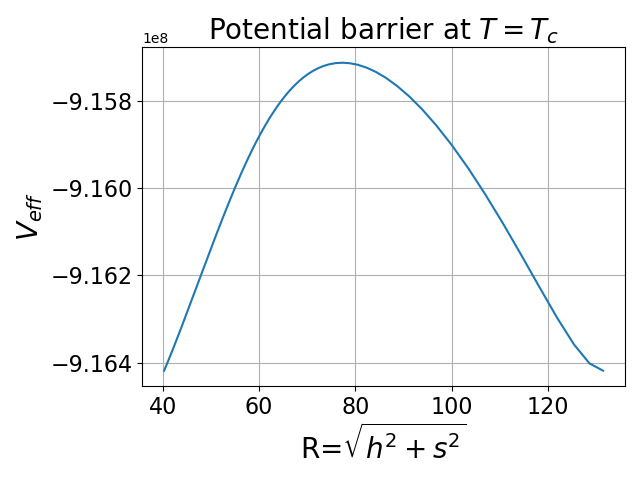 Potential barrier at T = T_c
1e8
−9.158
−9.160
−9.162
−9.164
V_eff
40 60 80 100 120
R=√h² + s²